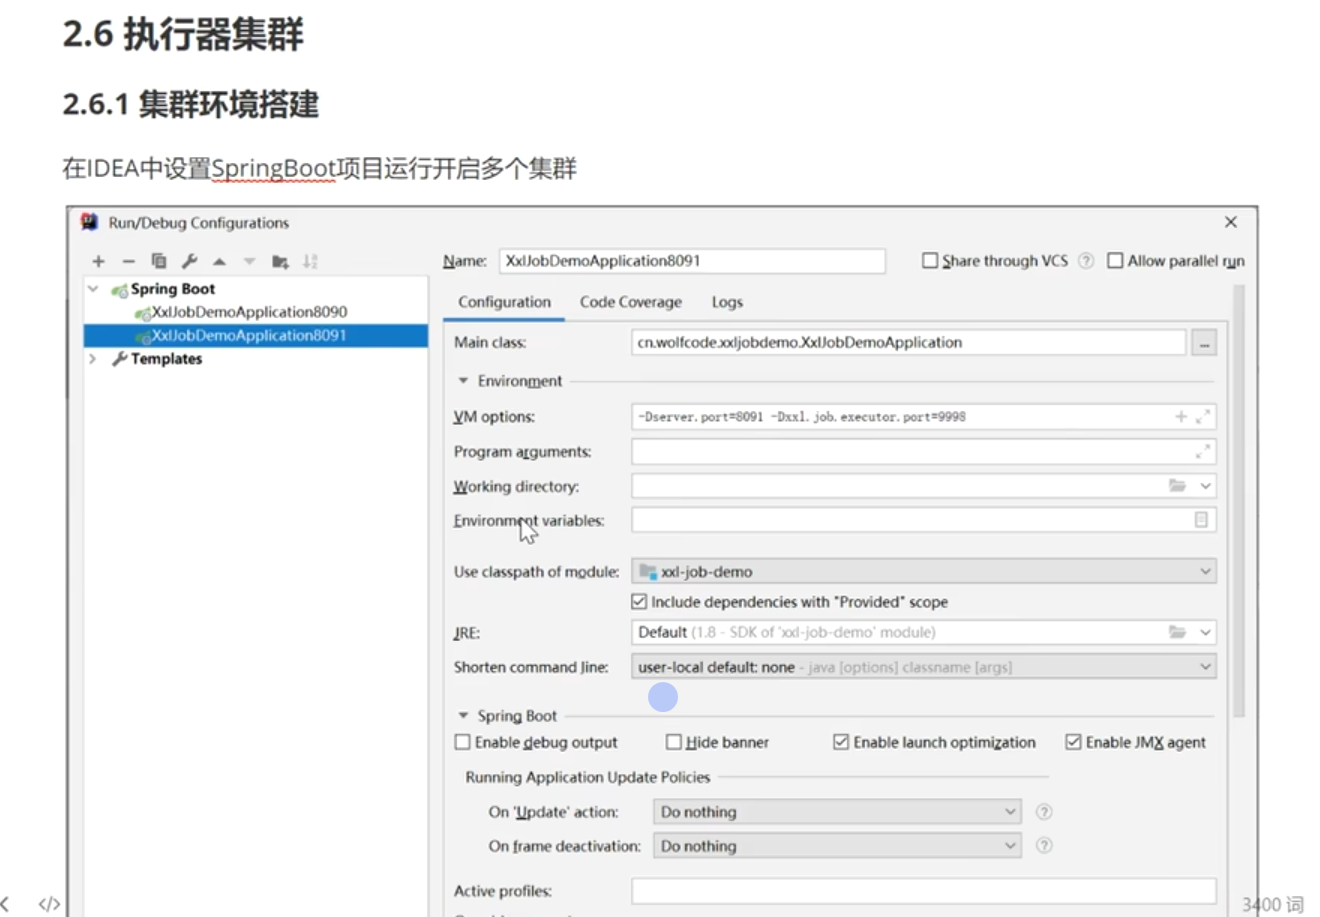 2.6 执行器集群
2.6.1 集群环境搭建
在IDEA中设置SpringBoot项目运行开启多个集群
Run/Debug Configurations
Name: XxlJobDemoApplication8091 Share through VCS Allow parallel run
Spring Boot
XxlJobDemoApplication8090
XxlJobDemoApplication8091
Templates
Configuration Code Coverage Logs
Main class: cn.wolfcode.xxljobdemo.XxlJobDemoApplication ...
Environment
VM options: -Dserver.port=8091 -Dxxl.job.executor.port=9998
Program arguments:
Working directory:
Environment variables:
Use classpath of module: xxl-job-demo
Include dependencies with "Provided" scope
JRE: Default (1.8 - SDK of 'xxl-job-demo' module)
Shorten command line: user-local default: none - java [options] classname [args]
Spring Boot
Enable debug output Hide banner Enable launch optimization Enable JMX agent
Running Application Update Policies
On 'Update' action: Do nothing
On frame deactivation: Do nothing
Active profiles:
3400 词